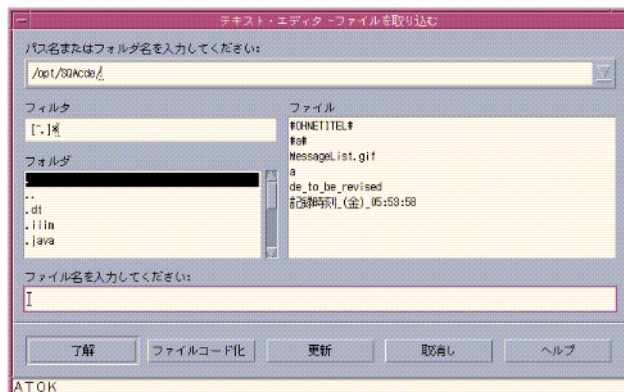 テキスト・エディタ -ファイルを取り込む
パス名またはフォルダ名を入力してください:
/opt/SQAcde/
フィルタ
[^.]*
フォルダ
.
..
.dt
.iiim
.java
ファイル
#OHNETITEL#
#a#
MessageList.gif
a
de_to_be_revised
記録時刻_(金)_05:53:58
ファイル名を入力してください:
了解
ファイルコード化
更新
取消し
ヘルプ
ATOK